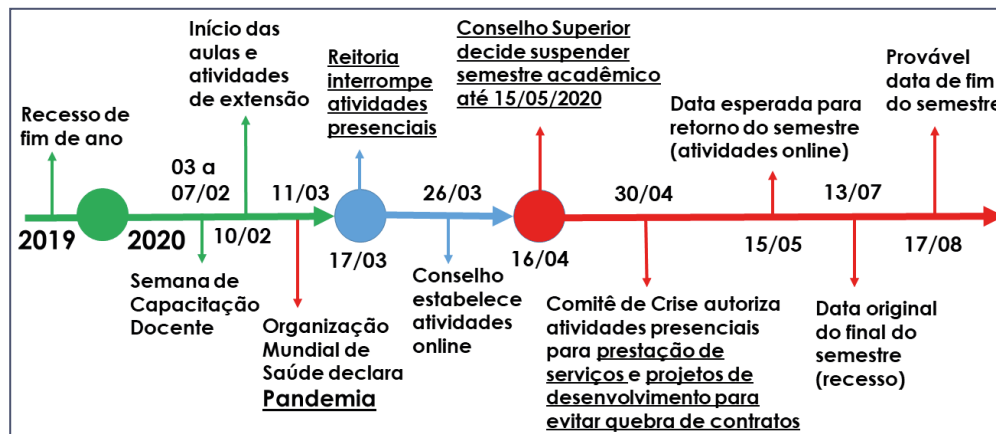 Recesso de
fim de ano
2019
2020
03 a
07/02
Semana de
Capacitação
Docente
Início das
aulas e
atividades
de extensão
10/02
11/03
Organização
Mundial de
Saúde declara
Pandemia
Reitoria
interrompe
atividades
presenciais
17/03
26/03
Conselho
estabelece
atividades
online
Conselho Superior
decide suspender
semestre acadêmico
até 15/05/2020
16/04
30/04
Comitê de Crise autoriza
atividades presenciais
para prestação de
serviços e projetos de
desenvolvimento para
evitar quebra de contratos
Data esperada para
retorno do semestre
(atividades online)
15/05
13/07
Data original
do final do
semestre
(recesso)
Provável
data de fim
do semestre
17/08